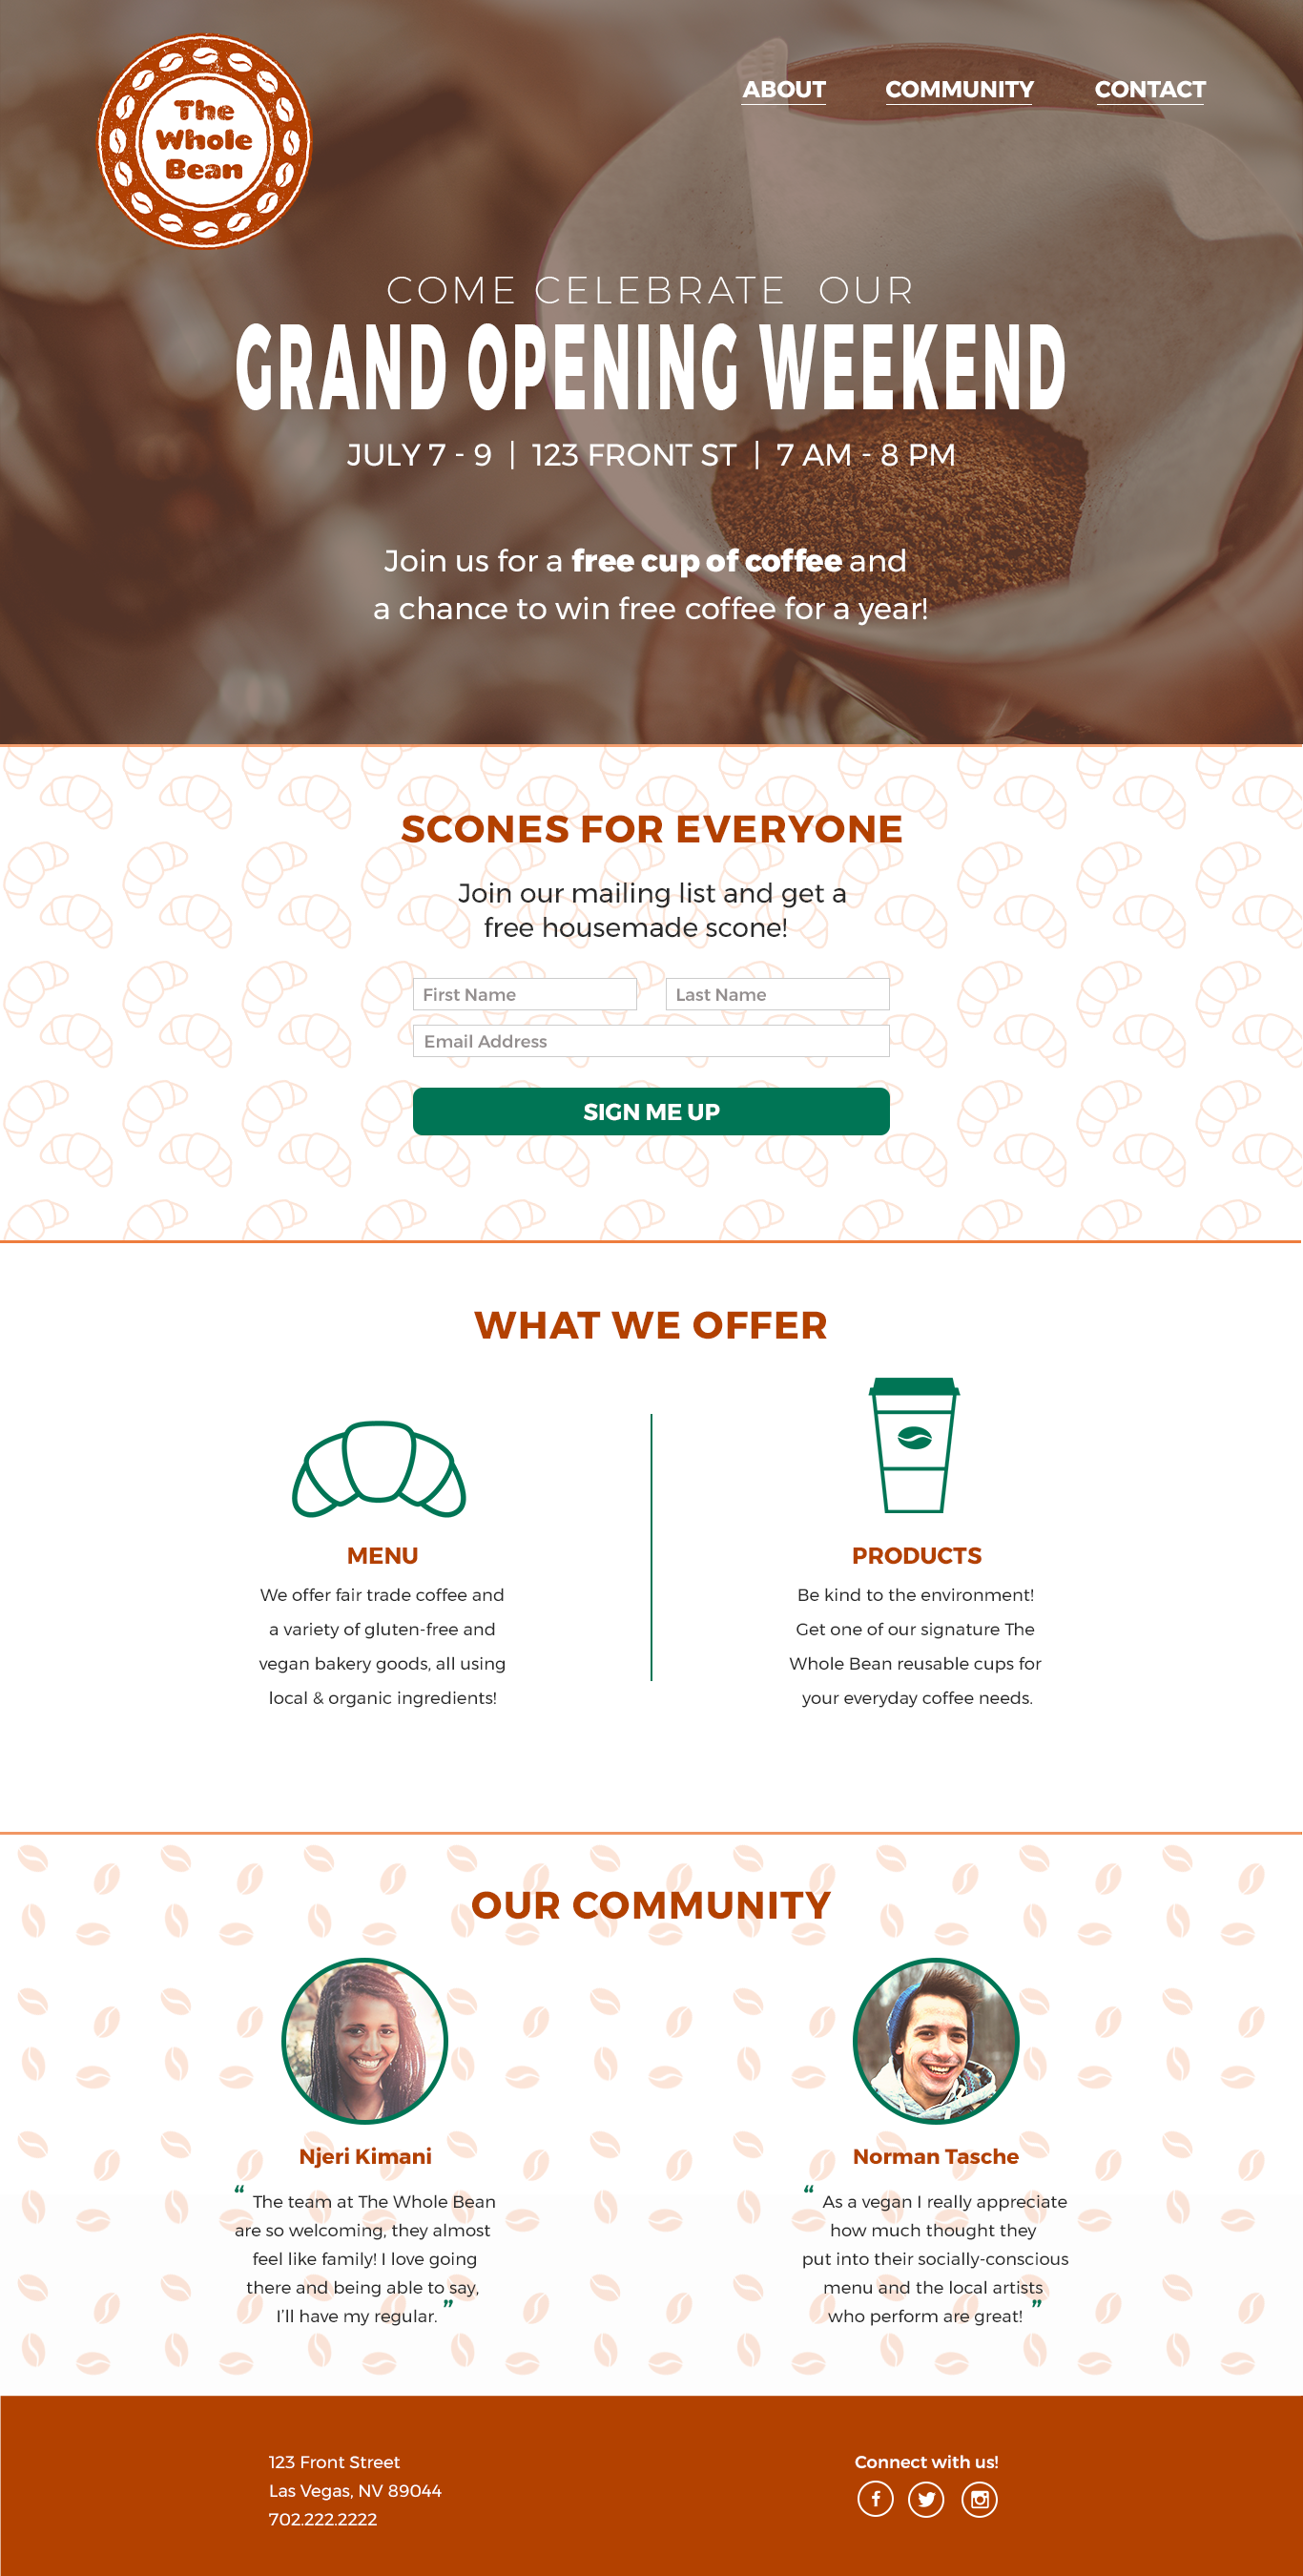 The
Whole
Bean
ABOUT COMMUNITY CONTACT
COME CELEBRATE OUR
GRAND OPENING WEEKEND
JULY 7 - 9 | 123 FRONT ST | 7 AM - 8 PM
Join us for a free cup of coffee and
a chance to win free coffee for a year!
SCONES FOR EVERYONE
Join our mailing list and get a
free housemade scone!
First Name Last Name
Email Address
SIGN ME UP
WHAT WE OFFER
MENU
We offer fair trade coffee and
a variety of gluten-free and
vegan bakery goods, all using
local & organic ingredients!
PRODUCTS
Be kind to the environment!
Get one of our signature The
Whole Bean reusable cups for
your everyday coffee needs.
OUR COMMUNITY
Njeri Kimani
“ The team at The Whole Bean
are so welcoming, they almost
feel like family! I love going
there and being able to say,
I’ll have my regular. ”
Norman Tasche
“ As a vegan I really appreciate
how much thought they
put into their socially-conscious
menu and the local artists
who perform are great! ”
123 Front Street
Las Vegas, NV 89044
702.222.2222
Connect with us!